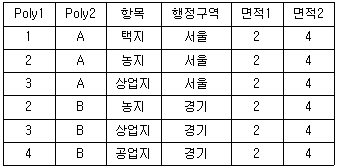 Poly1 Poly2 항목 행정구역 면적1 면적2
1 A 택지 서울 2 4
2 A 농지 서울 2 4
3 A 상업지 서울 2 4
2 B 농지 경기 2 4
3 B 상업지 경기 2 4
4 B 공업지 경기 2 4